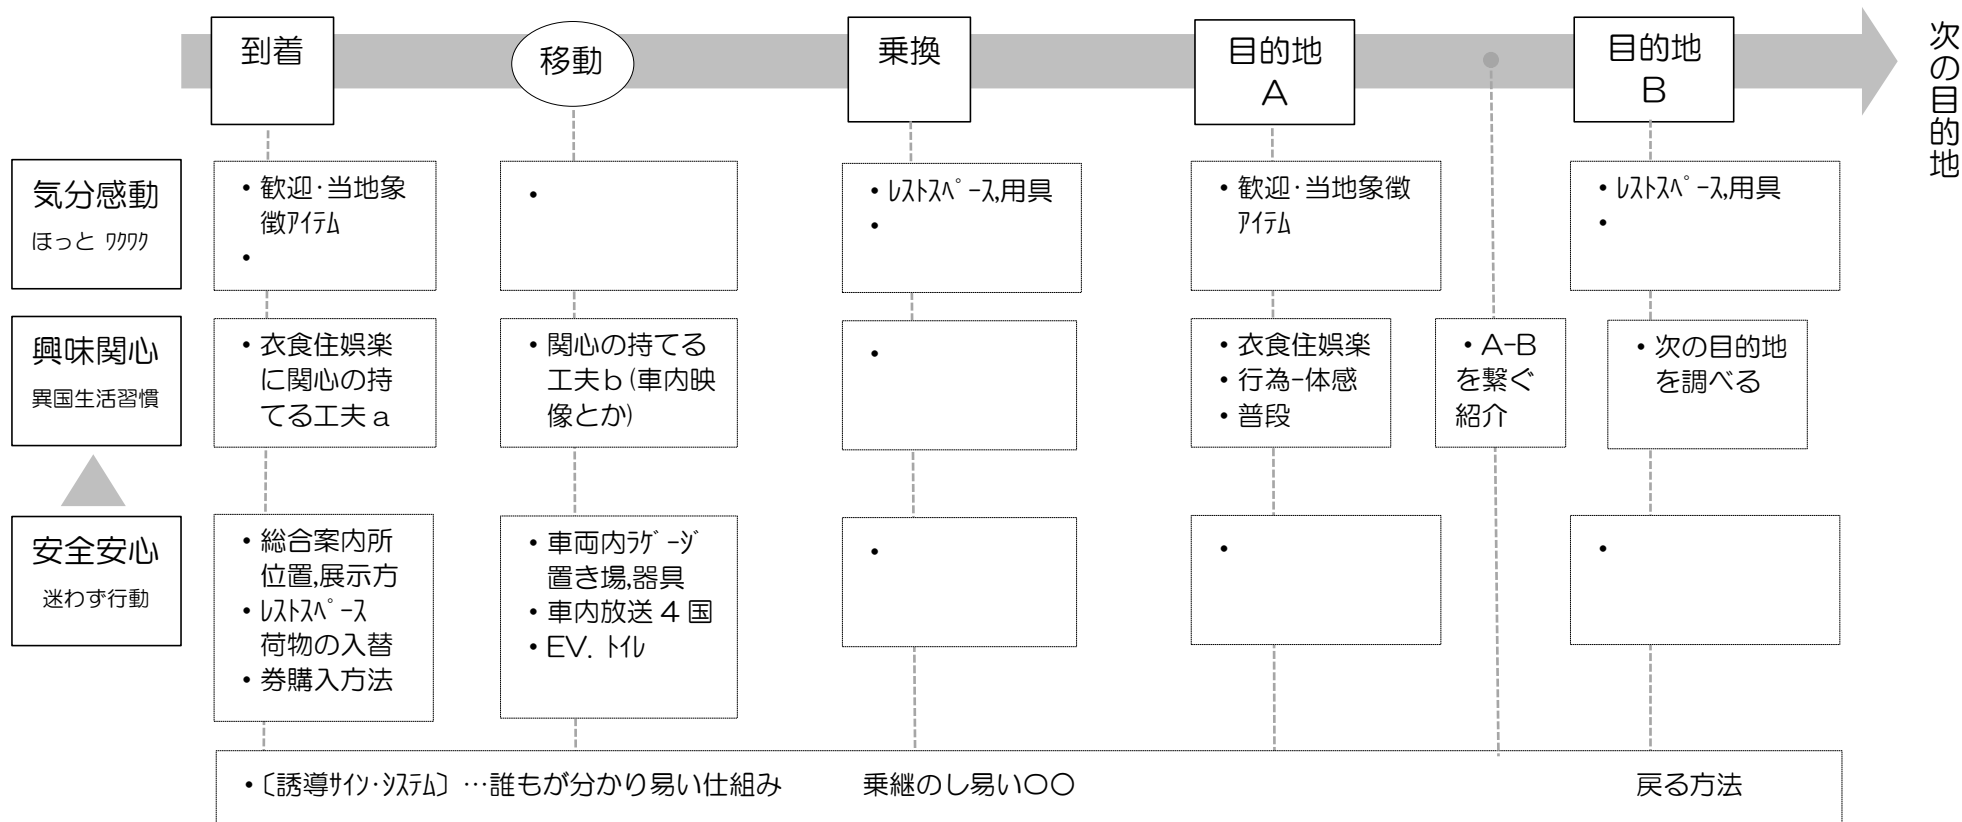 到着
移動
乗換
目的地
A
目的地
B
次の目的地
気分感動
ほっと ﾜｸﾜｸ
・歓迎・当地象
徴ｱｲﾃﾑ
・
・
・ﾚｽﾄｽﾍﾟｰｽ,用具
・
・歓迎・当地象徴
ｱｲﾃﾑ
・ﾚｽﾄｽﾍﾟｰｽ,用具
・
興味関心
異国生活習慣
・衣食住娯楽
に関心の持
てる工夫 a
・関心の持てる
工夫ｂ(車内映
像とか)
・
・衣食住娯楽
・行為-体感
・普段
・A-B
を繋ぐ
紹介
・次の目的地
を調べる
安全安心
迷わず行動
・総合案内所
位置,展示方
・ﾚｽﾄｽﾍﾟｰｽ
荷物の入替
・券購入方法
・車両内ﾗｹﾞｰｼﾞ
置き場,器具
・車内放送 4 国
・EV. ﾄｲﾚ
・
・
・
・〔誘導ｻｲﾝ・ｼｽﾃﾑ〕…誰もが分かり易い仕組み 乗継のし易い〇〇 戻る方法